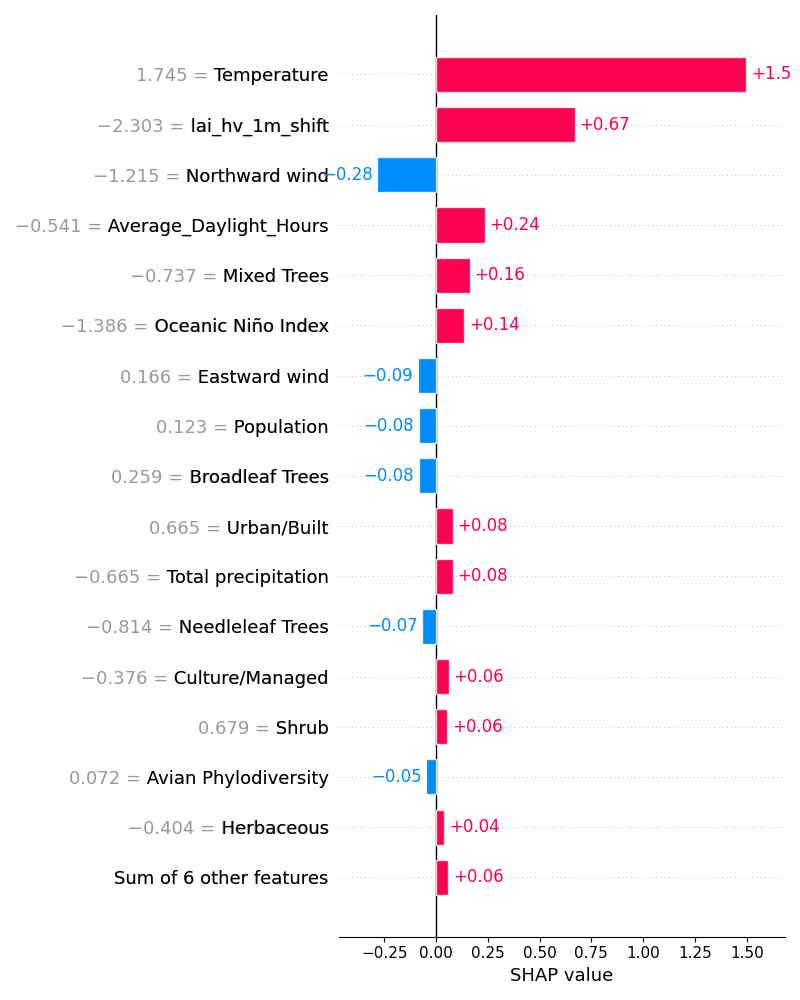 1.745 = Temperature +1.5
−2.303 = lai_hv_1m_shift +0.67
−1.215 = Northward wind −0.28
−0.541 = Average_Daylight_Hours +0.24
−0.737 = Mixed Trees +0.16
−1.386 = Oceanic Niño Index +0.14
0.166 = Eastward wind −0.09
0.123 = Population −0.08
0.259 = Broadleaf Trees −0.08
0.665 = Urban/Built +0.08
−0.665 = Total precipitation +0.08
−0.814 = Needleleaf Trees −0.07
−0.376 = Culture/Managed +0.06
0.679 = Shrub +0.06
0.072 = Avian Phylodiversity −0.05
−0.404 = Herbaceous +0.04
Sum of 6 other features +0.06
−0.25 0.00 0.25 0.50 0.75 1.00 1.25 1.50
SHAP value